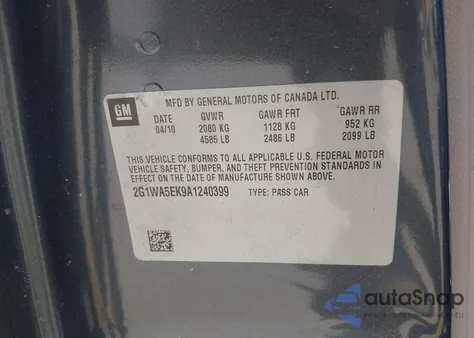 GM
MFD BY GENERAL MOTORS OF CANADA LTD.
DATE GVWR GAWR FRT GAWR RR
04/10 2080 KG 1128 KG 952 KG
4585 LB 2486 LB 2099 LB
THIS VEHICLE CONFORMS TO ALL APPLICABLE U.S. FEDERAL MOTOR
VEHICLE SAFETY, BUMPER, AND THEFT PREVENTION STANDARDS IN
EFFECT ON THE DATE OF MANUFACTURE SHOWN ABOVE.
2G1WA5EK9A1240399 TYPE: PASS CAR
autaSnap